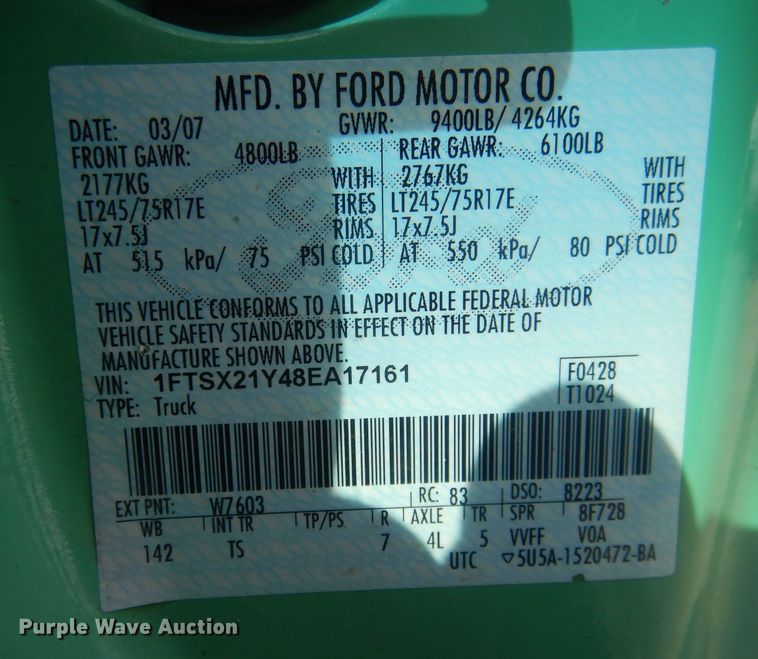 MFD. BY FORD MOTOR CO.
DATE: 03/07 GVWR: 9400LB/ 4264KG
FRONT GAWR: 4800LB REAR GAWR: 6100LB
2177KG WITH 2767KG WITH
LT245/75R17E TIRES LT245/75R17E TIRES
17x7.5J RIMS 17x7.5J RIMS
AT 515 kPa/ 75 PSI COLD AT 550 kPa/ 80 PSI COLD
THIS VEHICLE CONFORMS TO ALL APPLICABLE FEDERAL MOTOR
VEHICLE SAFETY STANDARDS IN EFFECT ON THE DATE OF
MANUFACTURE SHOWN ABOVE.
VIN: 1FTSX21Y48EA17161 F0428
TYPE: Truck T1024
EXT PNT: W7603 RC: 83 DSO: 8223
WB INT TR TP/PS R AXLE TR SPR 8F728
142 TS 7 4L 5 VVFF VOA
UTC ▽5U5A-1520472-BA
Purple Wave Auction